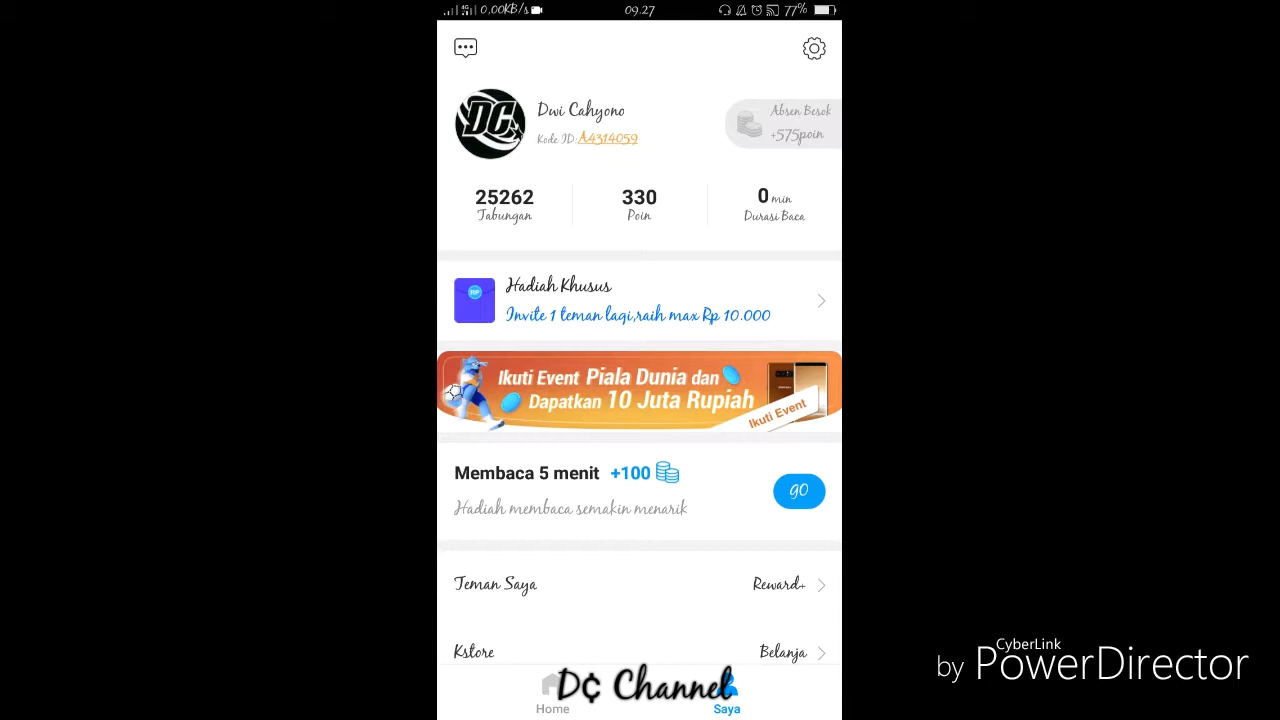 0.00KB/s
09.27
77%
DC
Dwi Cahyono
Kode ID:A4314059
Absen Besok
+575poin
25262
Tabungan
330
Poin
0 min
Durasi Baca
RP
Hadiah Khusus
Invite 1 teman lagi,raih max Rp 10.000
Ikuti Event Piala Dunia dan
Dapatkan 10 Juta Rupiah
Ikuti Event
Membaca 5 menit +100
Hadiah membaca semakin menarik
GO
Teman Saya
Reward+
Kstore
Belanja
D¢ Channel
Home
Saya
CyberLink
by PowerDirector